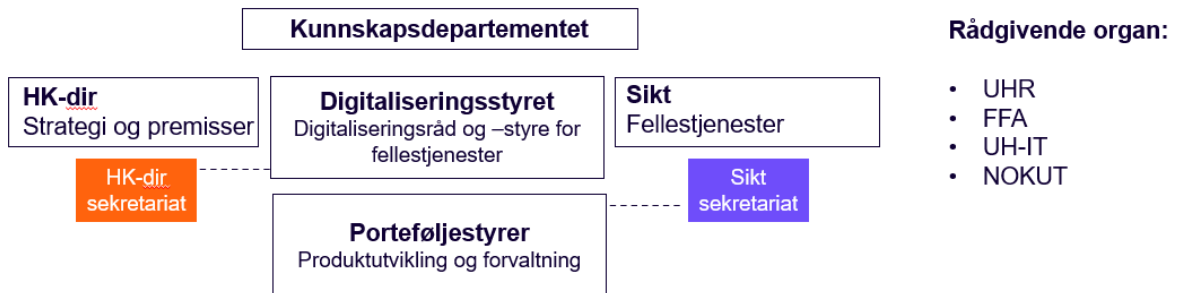 Kunnskapsdepartementet
Rådgivende organ:
HK-dir
Strategi og premisser
Digitaliseringsstyret
Digitaliseringsråd og –styre for
fellestjenester
Sikt
Fellestjenester
• UHR
• FFA
• UH-IT
• NOKUT
HK-dir
sekretariat
Sikt
sekretariat
Porteføljestyrer
Produktutvikling og forvaltning